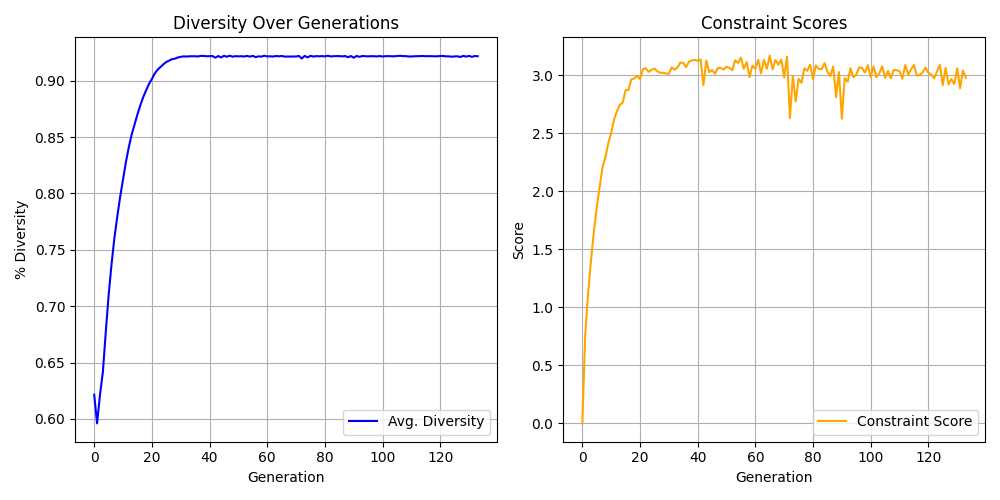 Diversity Over Generations
% Diversity
0.90
0.85
0.80
0.75
0.70
0.65
0.60
0 20 40 60 80 100 120
Generation
Avg. Diversity
Constraint Scores
Score
3.0
2.5
2.0
1.5
1.0
0.5
0.0
0 20 40 60 80 100 120
Generation
Constraint Score